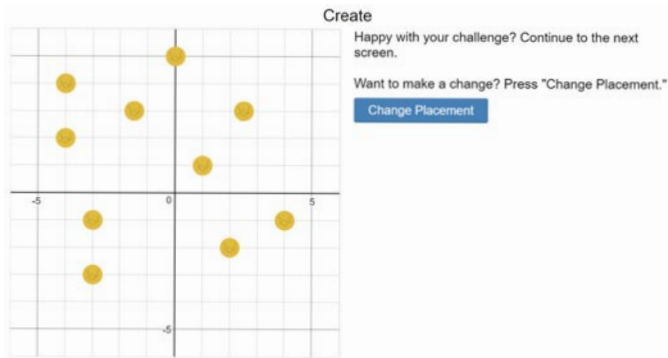 Create
Happy with your challenge? Continue to the next
screen.
Want to make a change? Press "Change Placement."
Change Placement
-5
0
5
-5